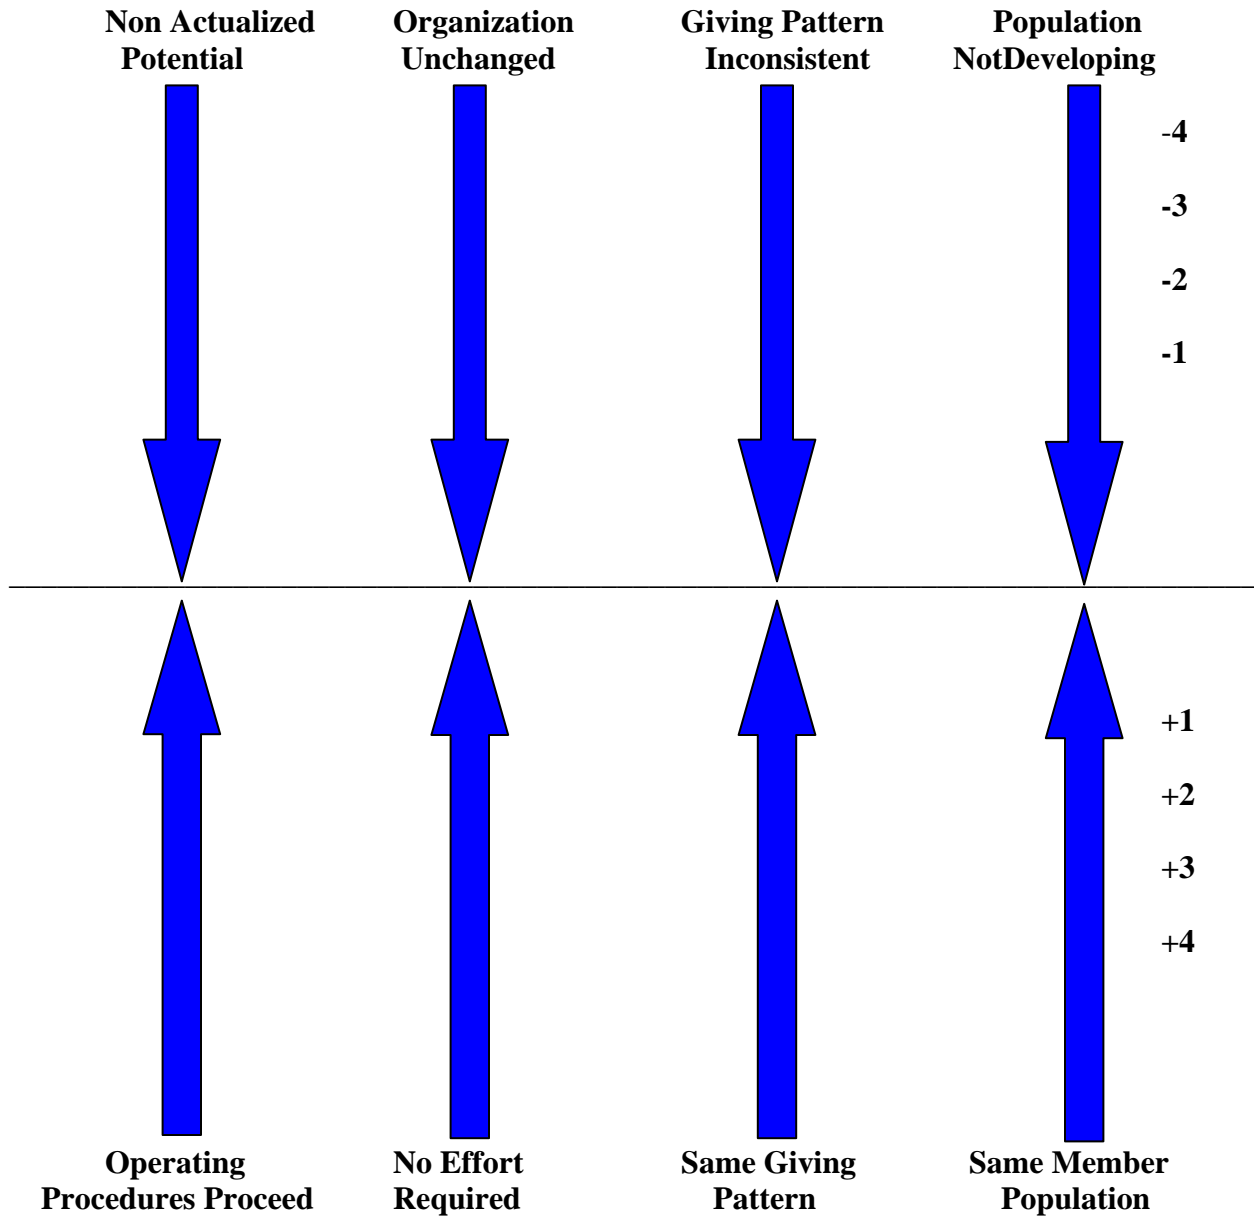 Non Actualized
Potential
Organization
Unchanged
Giving Pattern
Inconsistent
Population
NotDeveloping
-4
-3
-2
-1
+1
+2
+3
+4
Operating
Procedures Proceed
No Effort
Required
Same Giving
Pattern
Same Member
Population